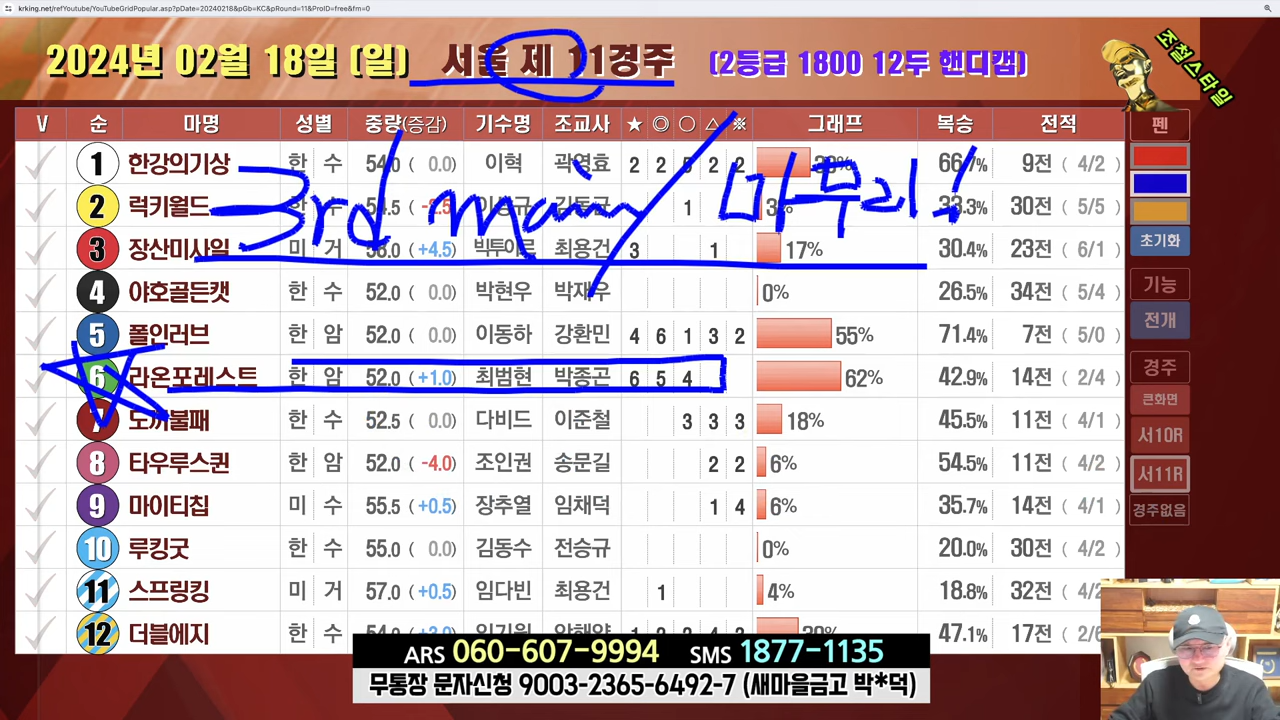 krking.net/refYoutube/YouTubeGridPopular.asp?pDate=20240218&pGb=KC&pRound=11&ProID=free&fm=0
2024년 02월 18일 (일) 서울 제 11경주 (2등급 1800 12두 핸디캡)
조철스타일
V 순 마명 성별 중량(증감) 기수명 조교사 ★ ◎ ○ △ ※ 그래프 복승 전적 펜
1 한강의기상 한 수 54.0 ( 0.0) 이혁 곽영효 2 2 2 2 66.7% 9전 ( 4/2 )
3rd main / 마무리!
2 럭키월드 한 1 33.3% 30전 ( 5/5 )
3 장산미사일 미 거 (+4.5) 빅투아르 최용건 3 1 17% 30.4% 23전 ( 6/1 ) 초기화
4 야호골든캣 한 수 52.0 ( 0.0) 박현우 박재우 0% 26.5% 34전 ( 5/4 ) 기능
5 폴인러브 한 암 52.0 ( 0.0) 이동하 강환민 4 6 1 3 2 55% 71.4% 7전 ( 5/0 ) 전개
6 라온포레스트 한 암 52.0 (+1.0) 최범현 박종곤 6 5 4 62% 42.9% 14전 ( 2/4 ) 경주
큰화면
7 도끼불패 한 수 52.5 ( 0.0) 다비드 이준철 3 3 3 18% 45.5% 11전 ( 4/1 ) 서10R
8 타우루스퀸 한 암 52.0 (-4.0) 조인권 송문길 2 2 6% 54.5% 11전 ( 4/2 ) 서11R
9 마이티칩 미 수 55.5 (+0.5) 장추열 임채덕 1 4 6% 35.7% 14전 ( 4/1 ) 경주없음
10 루킹굿 한 수 55.0 ( 0.0) 김동수 전승규 0% 20.0% 30전 ( 4/2 )
11 스프링킹 미 거 57.0 (+0.5) 임다빈 최용건 1 4% 18.8% 32전 ( 4/2
12 더블에지 한 수 47.1% 17전 ( 2/6
ARS 060-607-9994 SMS 1877-1135
무통장 문자신청 9003-2365-6492-7 (새마을금고 박*덕)